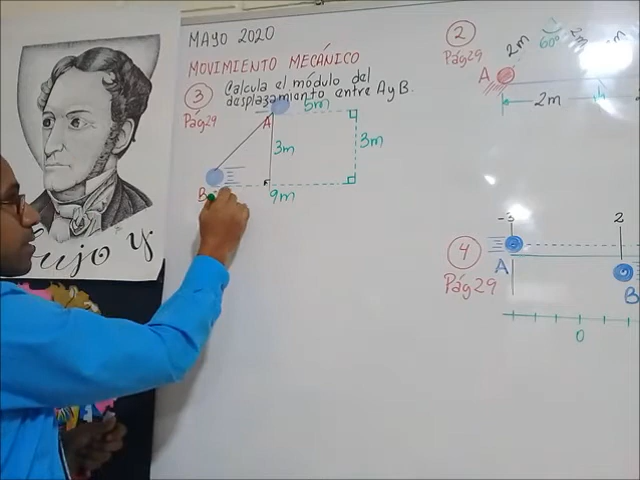 MAYO 2020
MOVIMIENTO MECÁNICO
3
Pág29
Calcula el módulo del
desplazamiento entre A y B.
5m
A
3m
3m
B
9m
2
Pág29
2m
60°
A
2m
4
Pág29
-3
2
A
B
0
ujo y